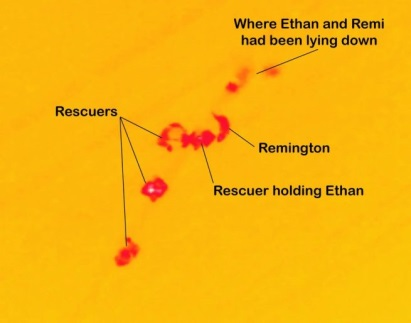 Where Ethan and Remi
had been lying down
Rescuers
Remington
Rescuer holding Ethan